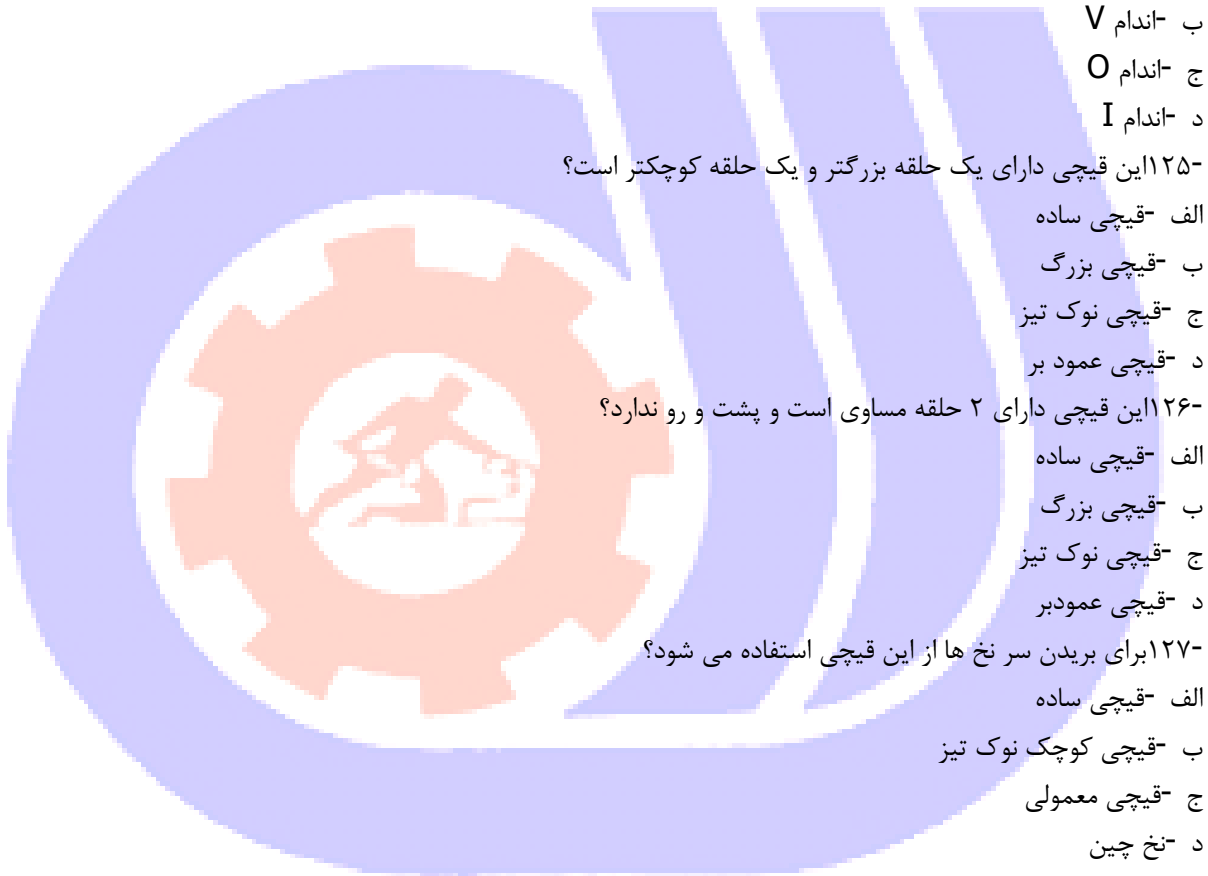 ب -اندام V
ج -اندام O
د -اندام I
-۱۲۵این قیچی دارای یک حلقه بزرگتر و یک حلقه کوچکتر است؟
الف -قیچی ساده
ب -قیچی بزرگ
ج -قیچی نوک تیز
د -قیچی عمود بر
-۱۲۶این قیچی دارای ۲ حلقه مساوی است و پشت و رو ندارد؟
الف -قیچی ساده
ب -قیچی بزرگ
ج -قیچی نوک تیز
د -قیچی عمودبر
-۱۲۷برای بریدن سر نخ ها از این قیچی استفاده می شود؟
الف -قیچی ساده
ب -قیچی کوچک نوک تیز
ج -قیچی معمولی
د -نخ چین